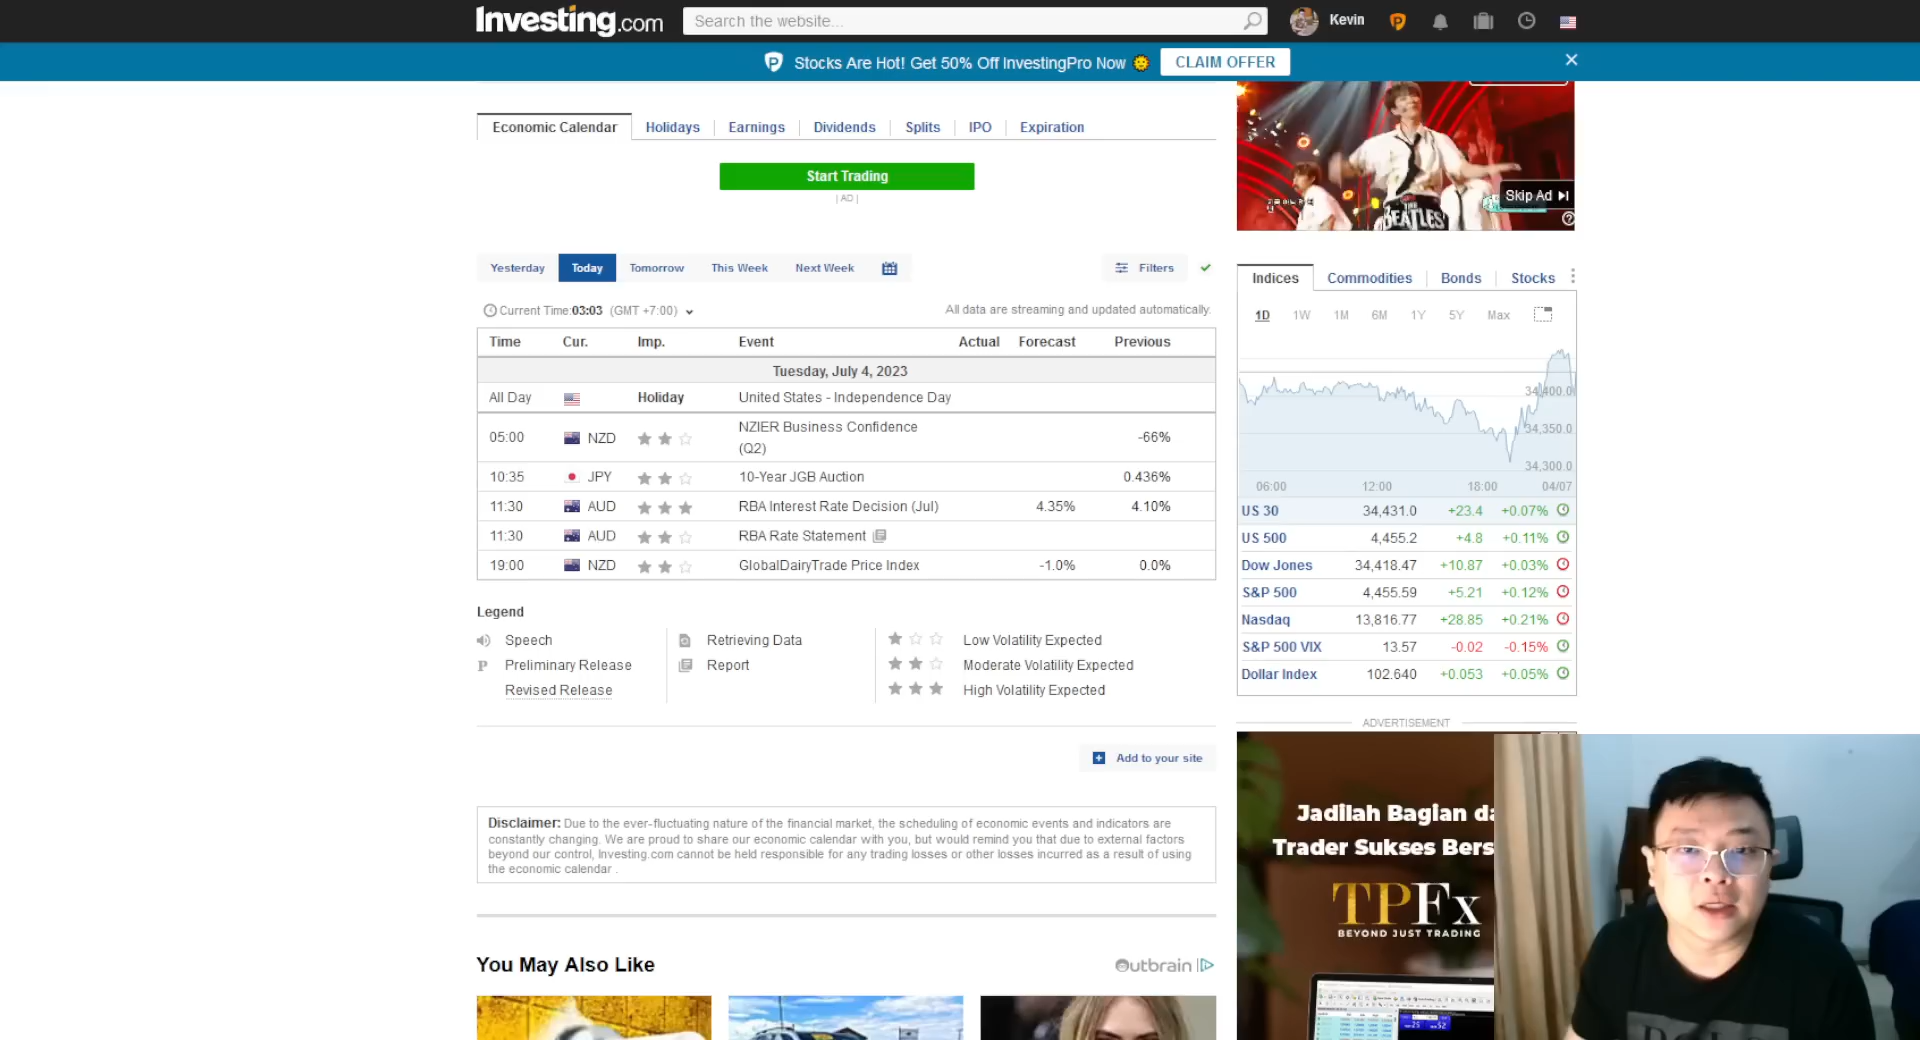 Investing.com
Search the website...
Kevin
Stocks Are Hot! Get 50% Off InvestingPro Now
CLAIM OFFER
Economic Calendar Holidays Earnings Dividends Splits IPO Expiration
Start Trading
| AD |
THE BEATLES
Skip Ad
Yesterday Today Tomorrow This Week Next Week Filters
Current Time:03:03 (GMT +7:00)
All data are streaming and updated automatically.
Time Cur. Imp. Event Actual Forecast Previous
Tuesday, July 4, 2023
All Day Holiday United States - Independence Day
05:00 NZD NZIER Business Confidence (Q2) -66%
10:35 JPY 10-Year JGB Auction 0.436%
11:30 AUD RBA Interest Rate Decision (Jul) 4.35% 4.10%
11:30 AUD RBA Rate Statement
19:00 NZD GlobalDairyTrade Price Index -1.0% 0.0%
Legend
Speech
Preliminary Release
Revised Release
Retrieving Data
Report
Low Volatility Expected
Moderate Volatility Expected
High Volatility Expected
Add to your site
Disclaimer: Due to the ever-fluctuating nature of the financial market, the scheduling of economic events and indicators are
constantly changing. We are proud to share our economic calendar with you, but would remind you that due to external factors
beyond our control, Investing.com cannot be held responsible for any trading losses or other losses incurred as a result of using
the economic calendar .
You May Also Like
Outbrain
Indices Commodities Bonds Stocks
1D 1W 1M 6M 1Y 5Y Max
34,400.0
34,350.0
34,300.0
06:00 12:00 18:00 04/07
US 30 34,431.0 +23.4 +0.07%
US 500 4,455.2 +4.8 +0.11%
Dow Jones 34,418.47 +10.87 +0.03%
S&P 500 4,455.59 +5.21 +0.12%
Nasdaq 13,816.77 +28.85 +0.21%
S&P 500 VIX 13.57 -0.02 -0.15%
Dollar Index 102.640 +0.053 +0.05%
ADVERTISEMENT
Jadilah Bagian da
Trader Sukses Bers
TPFx
BEYOND JUST TRADING